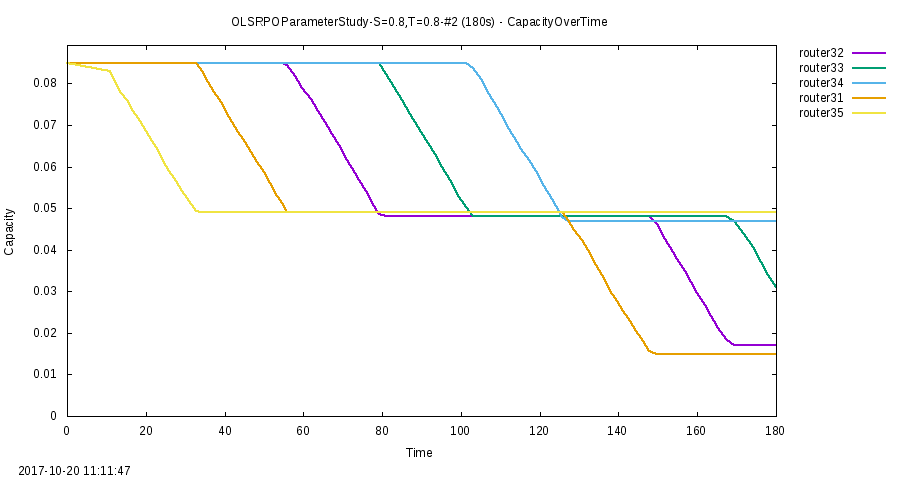 OLSRPOParameterStudy-S=0.8,T=0.8-#2 (180s) - CapacityOverTime
router32
router33
router34
router31
router35
0.08
0.07
0.06
0.05
0.04
0.03
0.02
0.01
0
Capacity
0 20 40 60 80 100 120 140 160 180
Time
2017-10-20 11:11:47